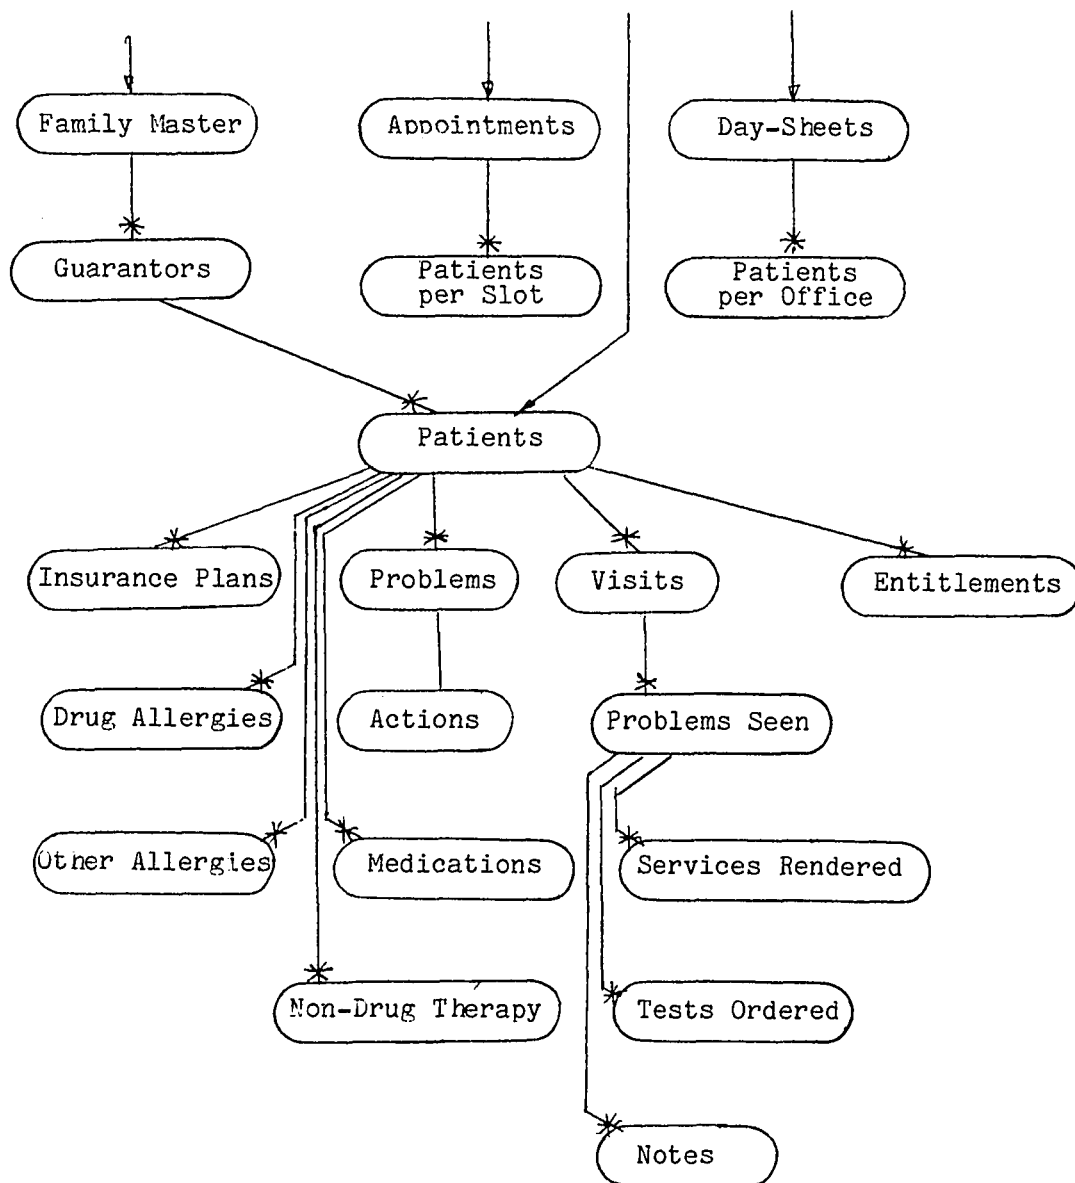 Family Master
Appointments
Day-Sheets
Guarantors
Patients
per Slot
Patients
per Office
Patients
Insurance Plans
Problems
Visits
Entitlements
Drug Allergies
Actions
Problems Seen
Other Allergies
Medications
Services Rendered
Non-Drug Therapy
Tests Ordered
Notes